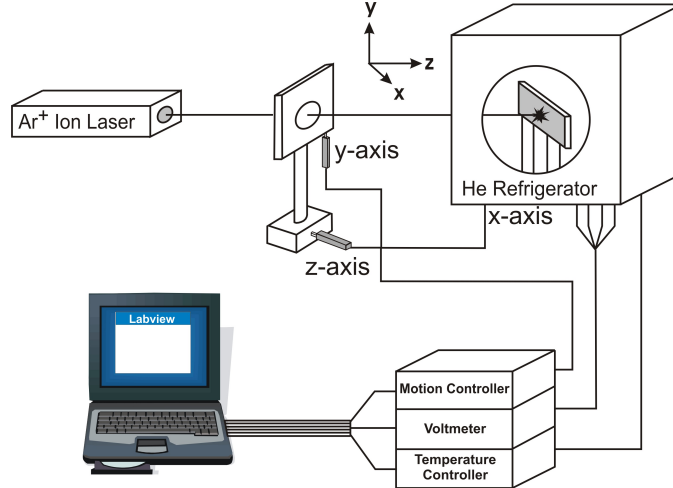 y
z
x
Ar+ Ion Laser
y-axis
He Refrigerator
x-axis
z-axis
Labview
Motion Controller
Voltmeter
Temperature
Controller